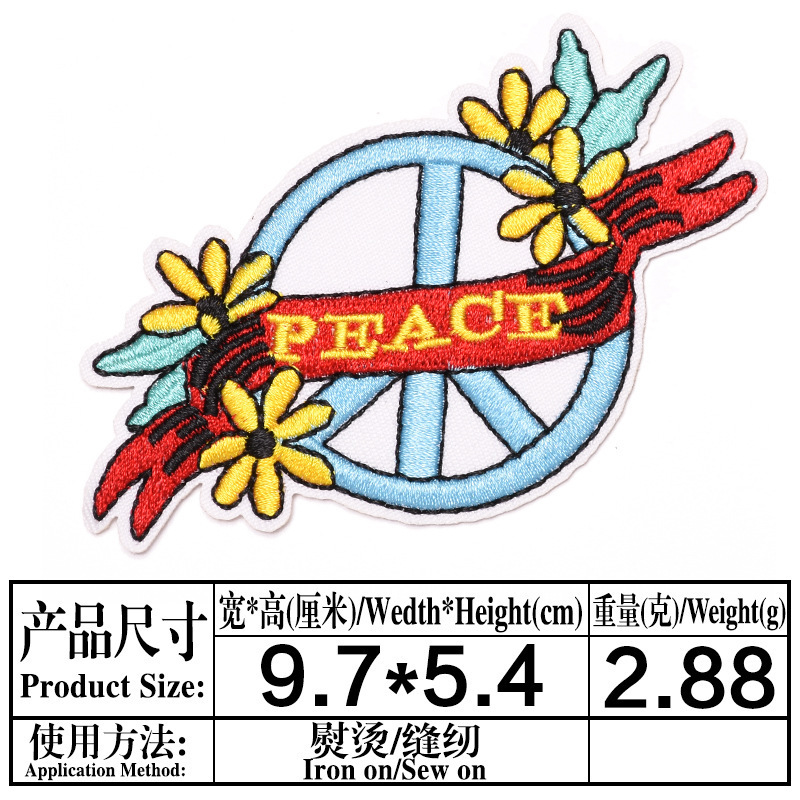 PEACE
产品尺寸
Product Size:
宽*高(厘米)/Wedth*Height(cm)
重量(克)/Weight(g)
9.7*5.4
2.88
使用方法:
Application Method:
熨烫/缝纫
Iron on/Sew on